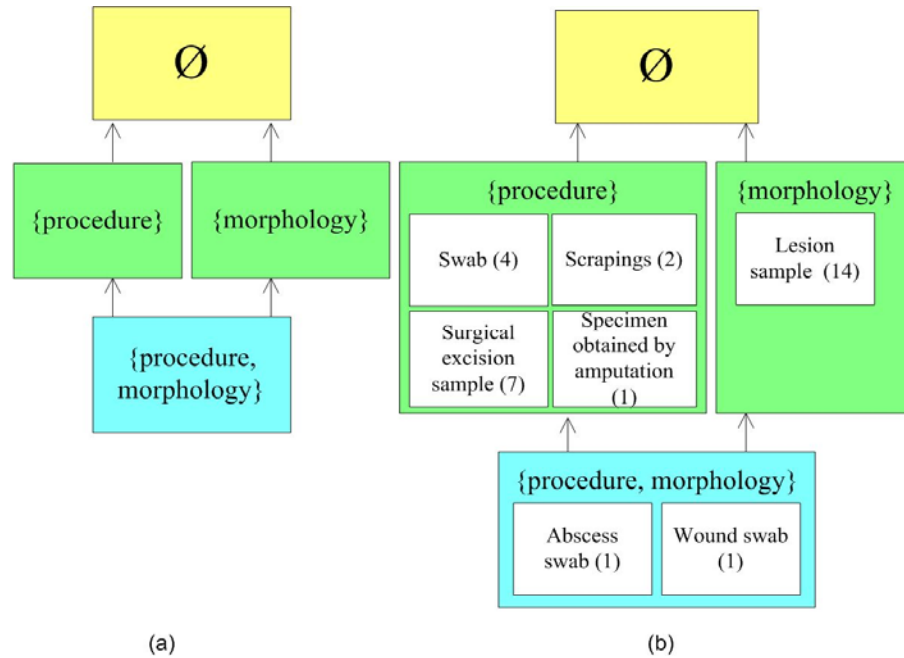 Ø
{procedure}
{morphology}
{procedure,
morphology}
(a)
Ø
{procedure}
Swab (4)
Scrapings (2)
Surgical
excision
sample (7)
Specimen
obtained by
amputation
(1)
{morphology}
Lesion
sample (14)
{procedure, morphology}
Abscess
swab (1)
Wound swab
(1)
(b)